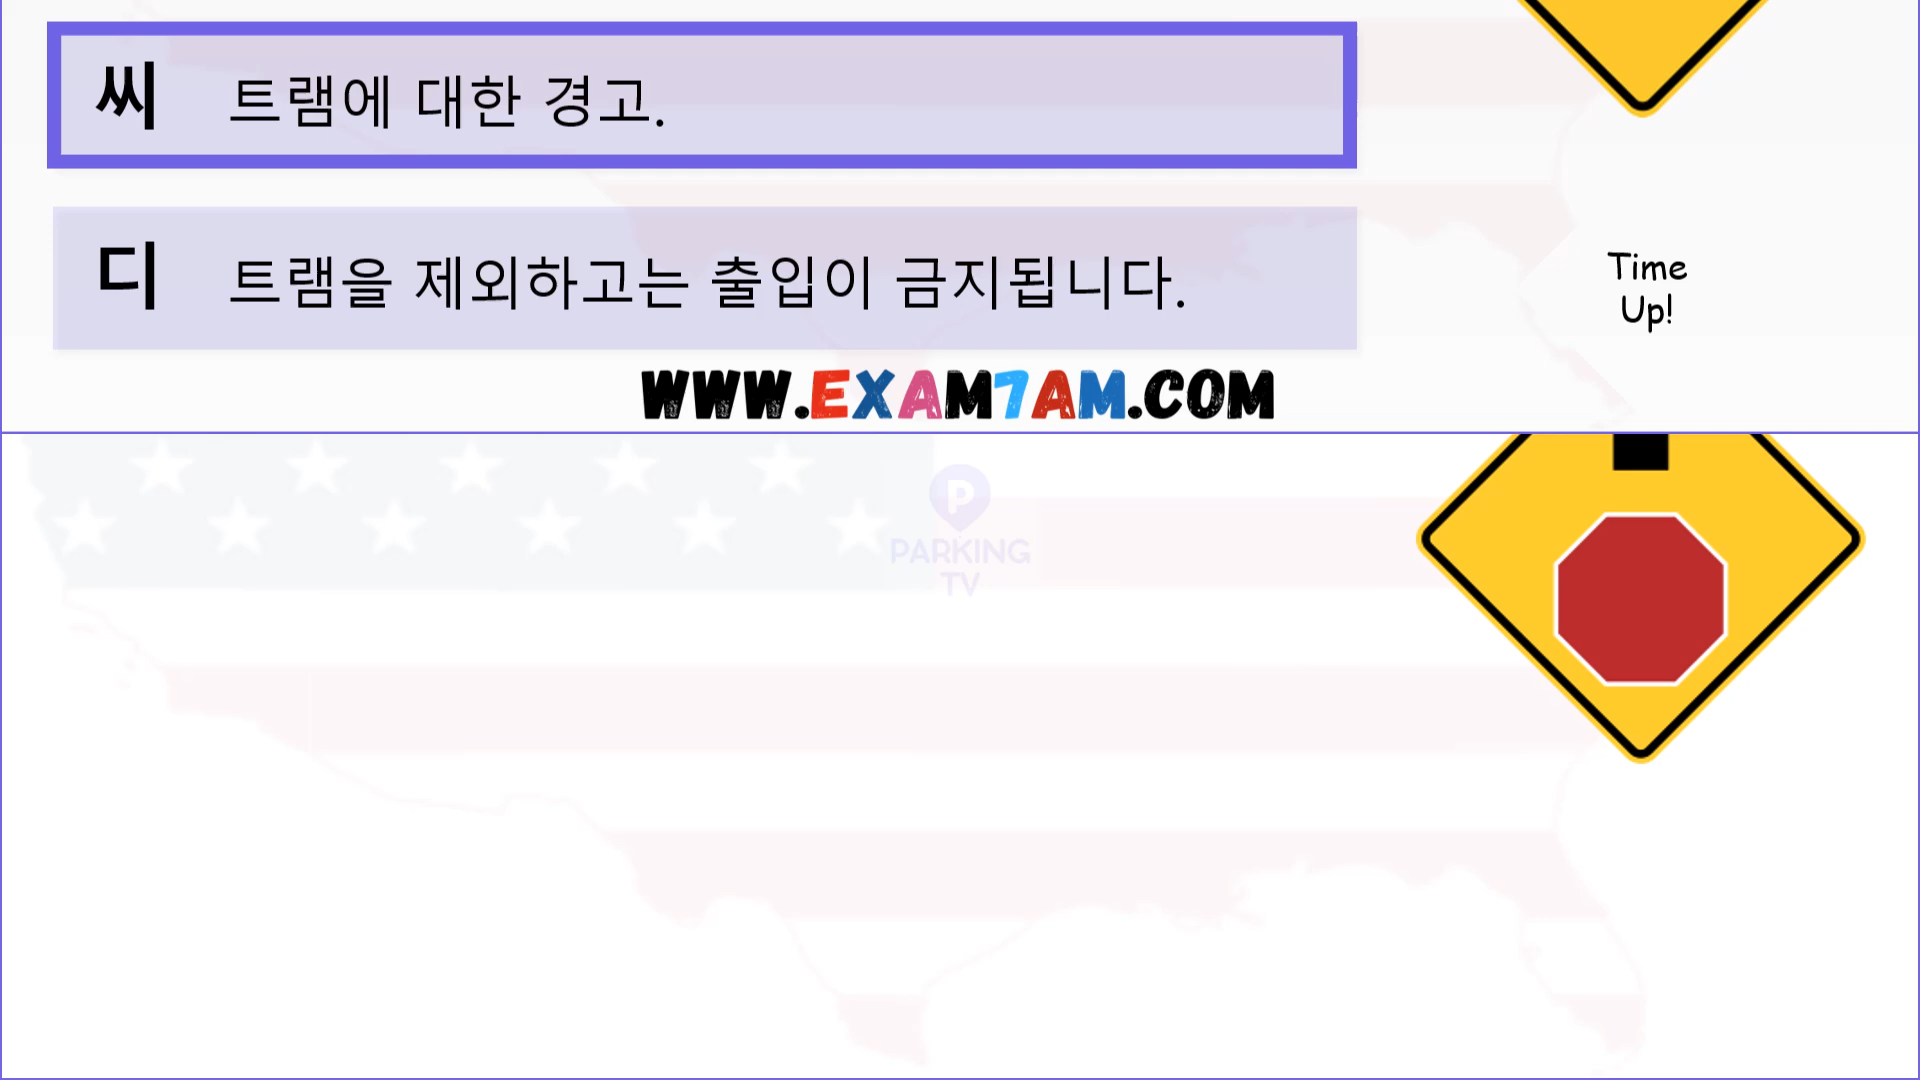 씨 트램에 대한 경고.
디 트램을 제외하고는 출입이 금지됩니다.
Time
Up!
WWW.EXAM7AM.COM
P
PARKING
TV